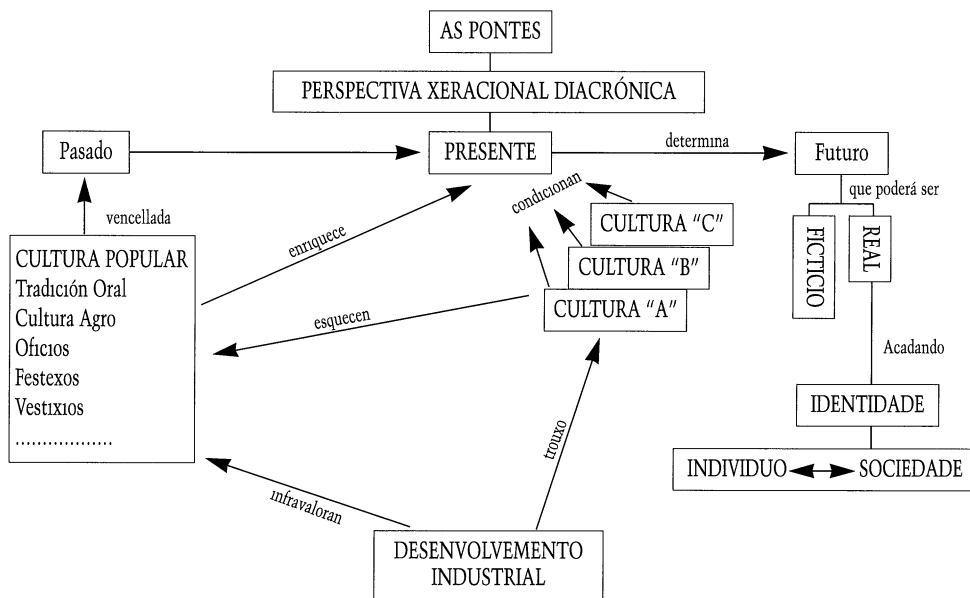 AS PONTES
PERSPECTIVA XERACIONAL DIACRÓNICA
Pasado
PRESENTE
determina
Futuro
que poderá ser
FICTICIO
REAL
vencellada
condicionan
CULTURA "C"
CULTURA "B"
CULTURA "A"
enriquece
esquecen
CULTURA POPULAR
Tradición Oral
Cultura Agro
Oficios
Festexos
Vestixios
..................
Acadando
IDENTIDADE
INDIVIDUO
SOCIEDADE
trouxo
infravaloran
DESENVOLVEMENTO
INDUSTRIAL